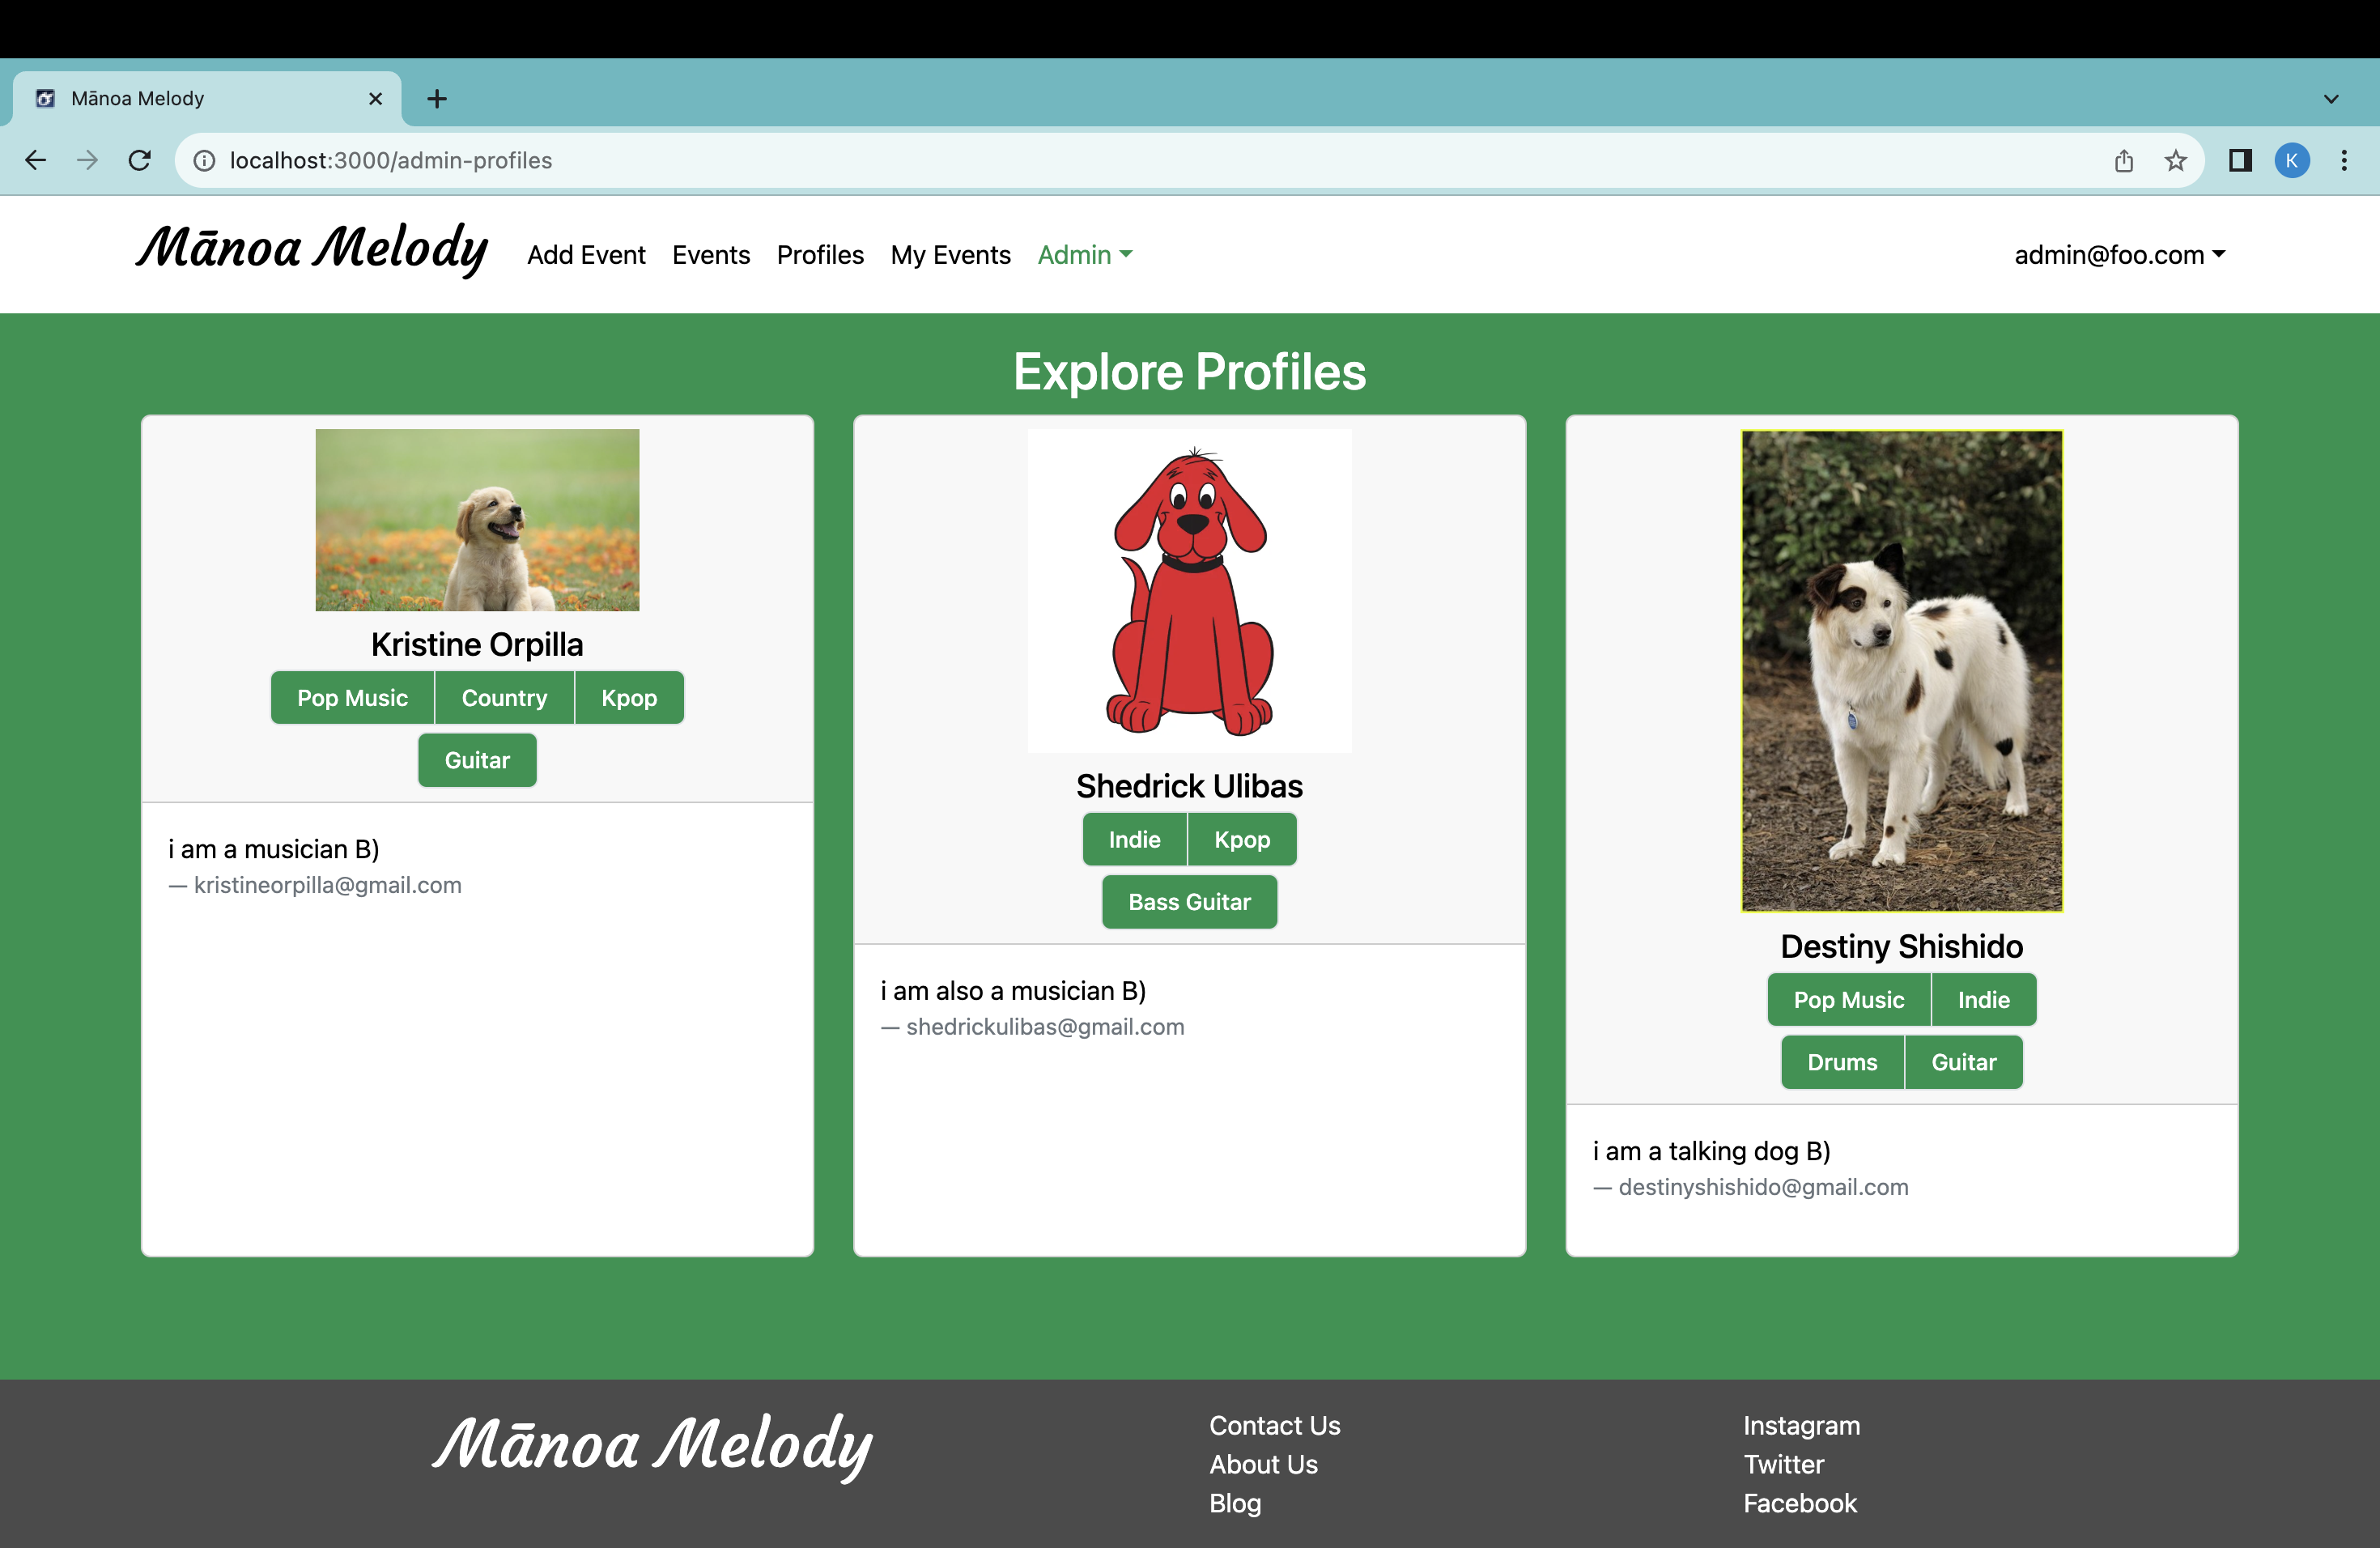 Mānoa Melody
localhost:3000/admin-profiles
K
Mānoa Melody Add Event Events Profiles My Events Admin admin@foo.com
Explore Profiles
Kristine Orpilla
Pop Music Country Kpop
Guitar
i am a musician B)
— kristineorpilla@gmail.com
Shedrick Ulibas
Indie Kpop
Bass Guitar
i am also a musician B)
— shedrickulibas@gmail.com
Destiny Shishido
Pop Music Indie
Drums Guitar
i am a talking dog B)
— destinyshishido@gmail.com
Mānoa Melody
Contact Us
About Us
Blog
Instagram
Twitter
Facebook